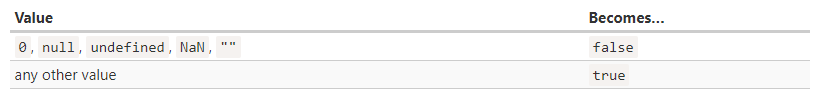 Value Becomes…
0, null, undefined, NaN, "" false
any other value true